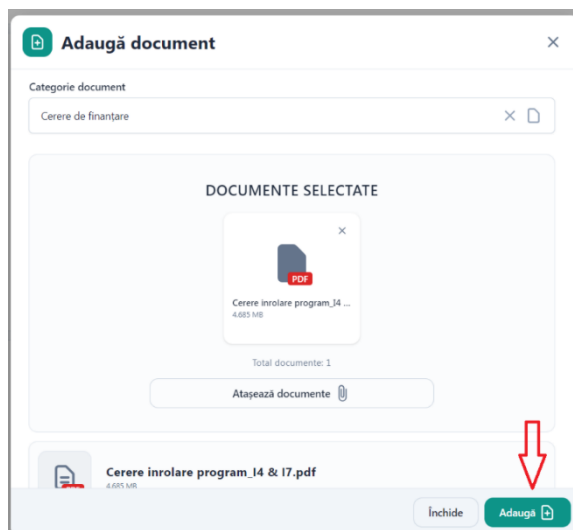 Adaugă document
Categorie document
Cerere de finanțare
DOCUMENTE SELECTATE
PDF
Cerere inrolare program_I4 ...
4.685 MB
Total documente: 1
Atașează documente
Cerere inrolare program_I4 & I7.pdf
4.685 MB
Închide
Adaugă